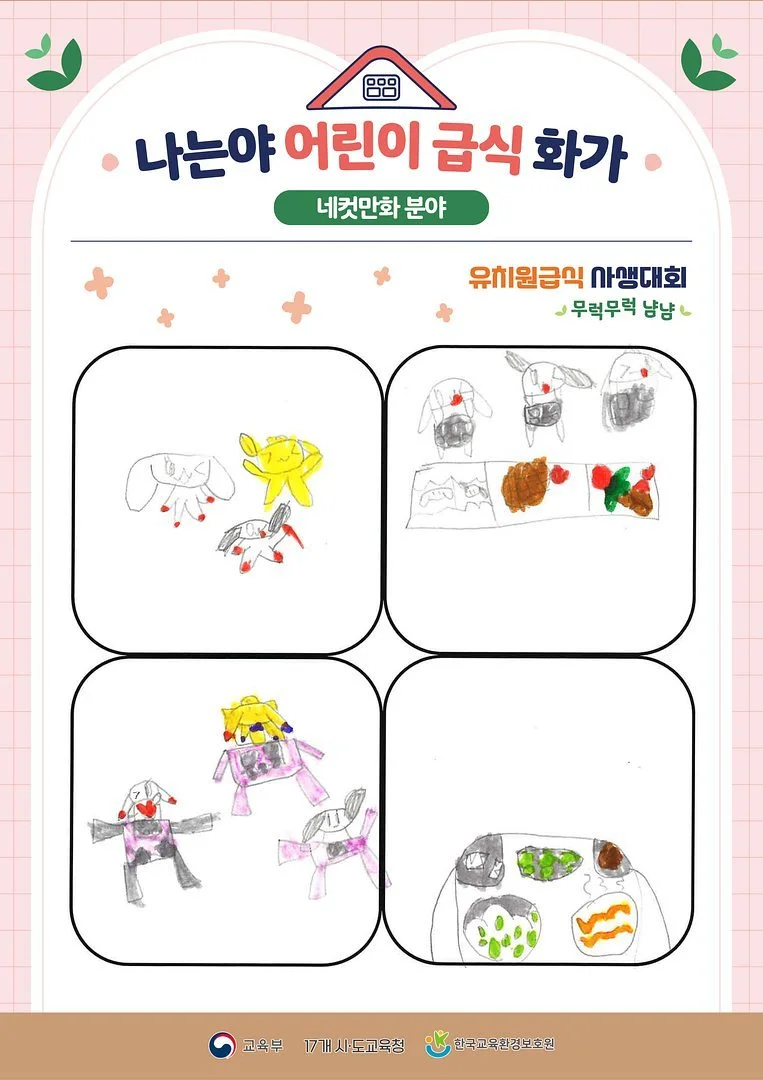 나는야 어린이 급식 화가
네컷만화 분야
유치원급식 사생대회
무럭무럭 냠냠
교육부 17개 시·도교육청 한국교육환경보호원